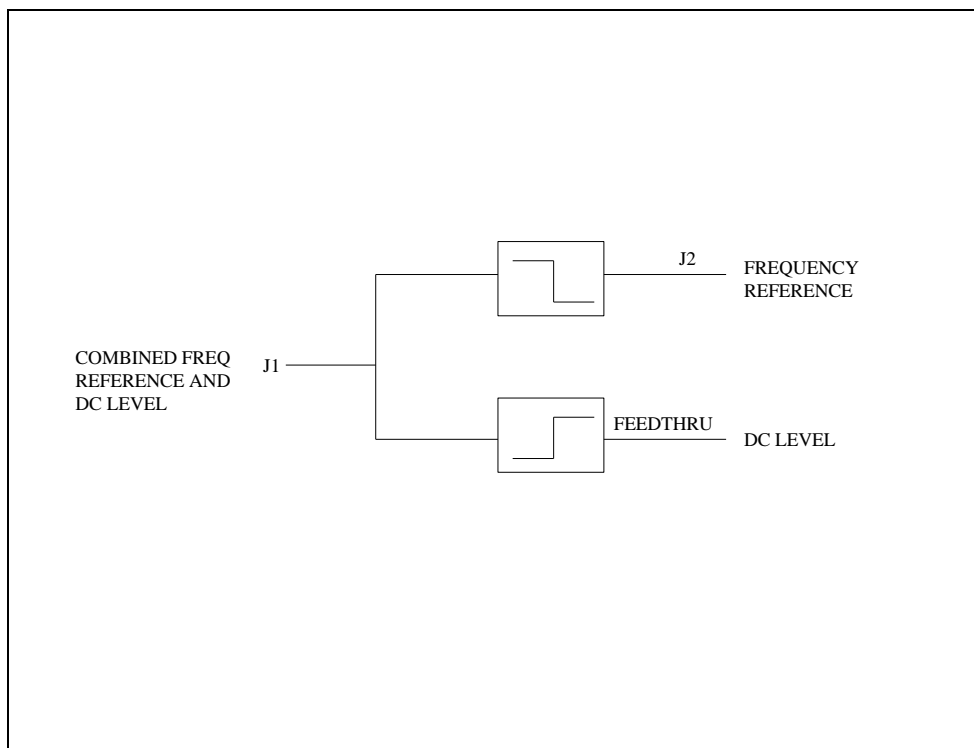 J2
FREQUENCY
REFERENCE
COMBINED FREQ
REFERENCE AND
DC LEVEL
J1
FEEDTHRU
DC LEVEL